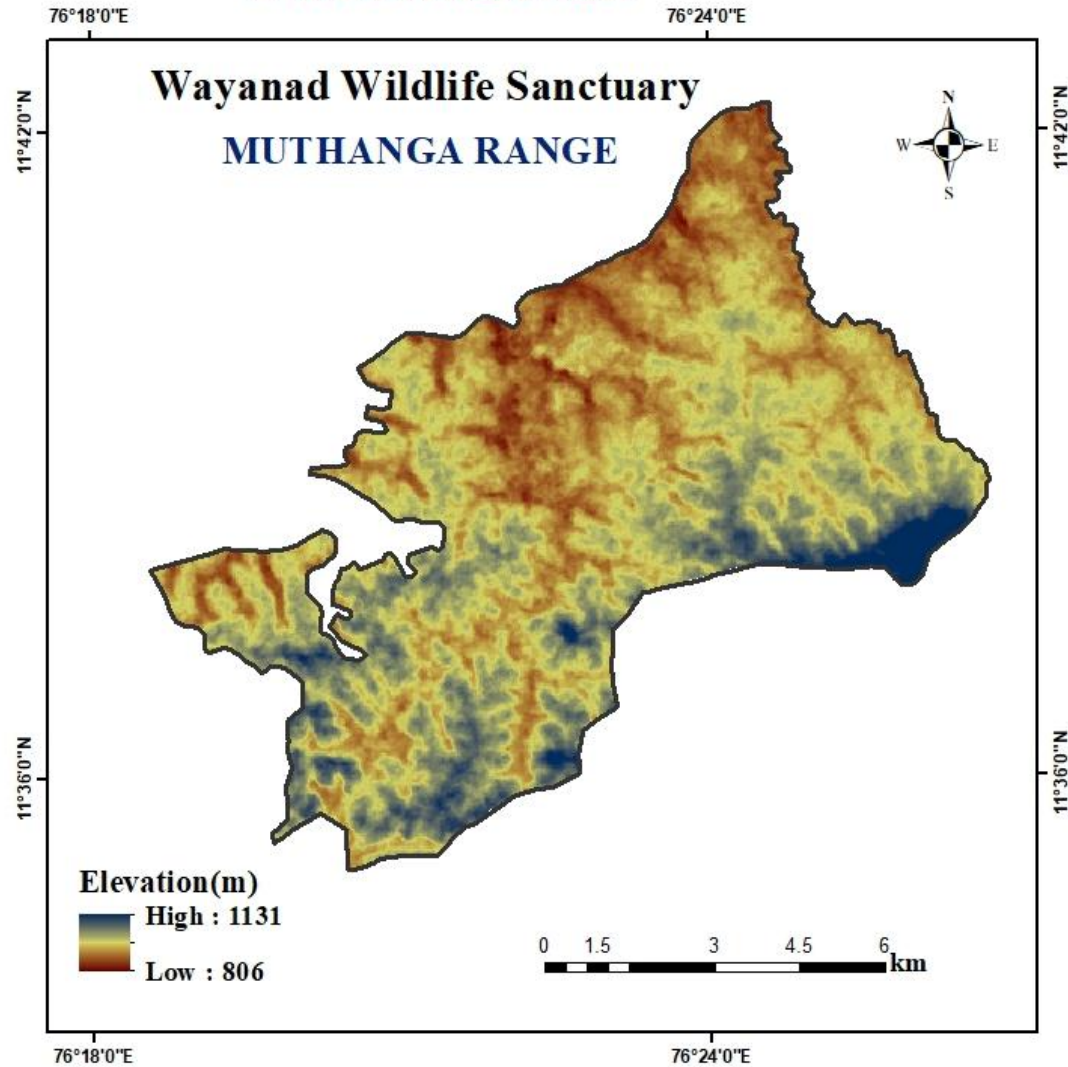 76°18'0"E
76°24'0"E
Wayanad Wildlife Sanctuary
MUTHANGA RANGE
N
W
E
S
11°42'0"N
11°42'0"N
11°36'0"N
11°36'0"N
Elevation(m)
High : 1131
Low : 806
0 1.5 3 4.5 6
km
76°18'0"E
76°24'0"E